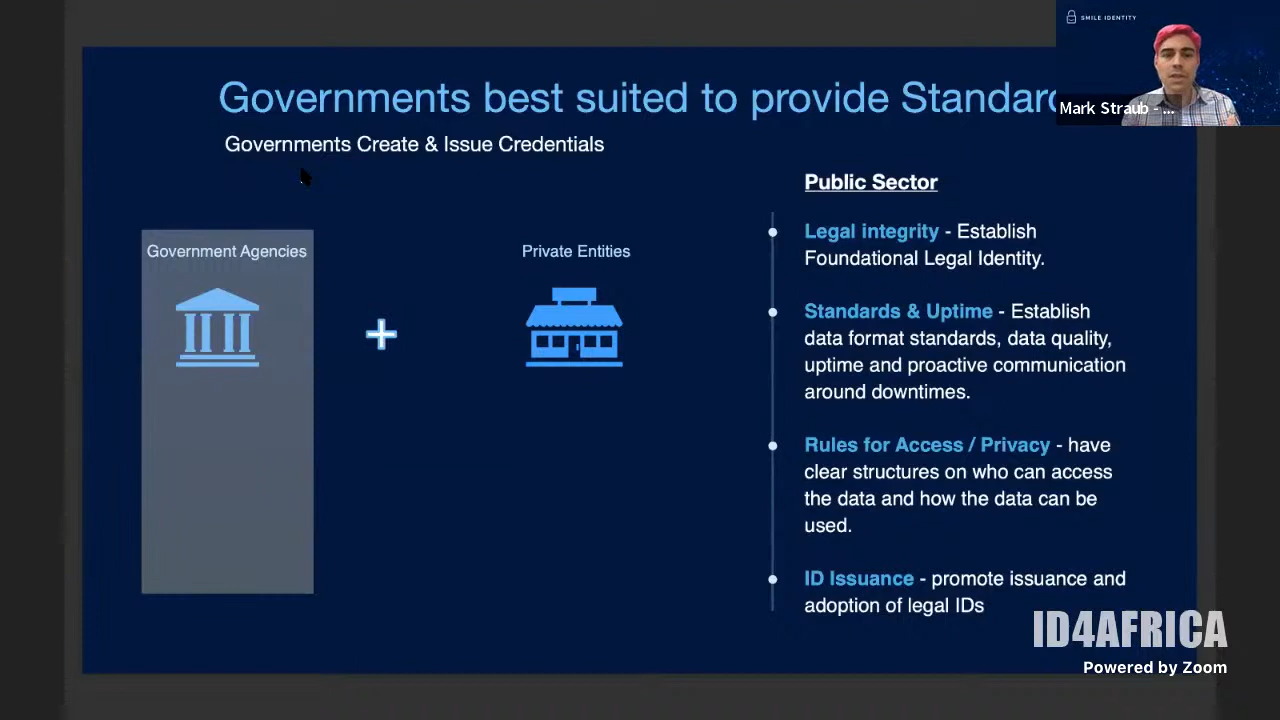 SMILE IDENTITY
Governments best suited to provide Standard
Mark Straub - ...
Governments Create & Issue Credentials
Government Agencies
Private Entities
Public Sector
Legal integrity - Establish
Foundational Legal Identity.
Standards & Uptime - Establish
data format standards, data quality,
uptime and proactive communication
around downtimes.
Rules for Access / Privacy - have
clear structures on who can access
the data and how the data can be
used.
ID Issuance - promote issuance and
adoption of legal IDs
ID4AFRICA
Powered by Zoom